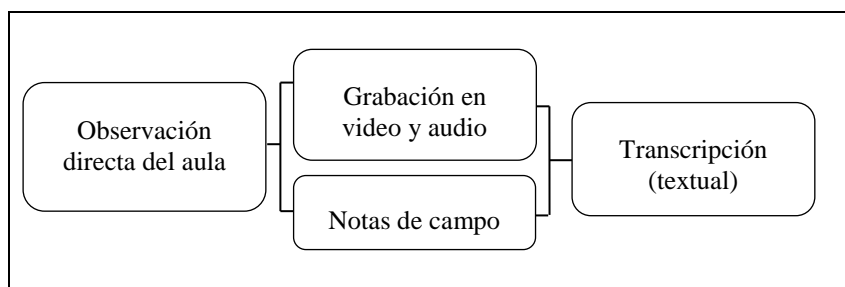 Observación
directa del aula
Grabación en
video y audio
Notas de campo
Transcripción
(textual)